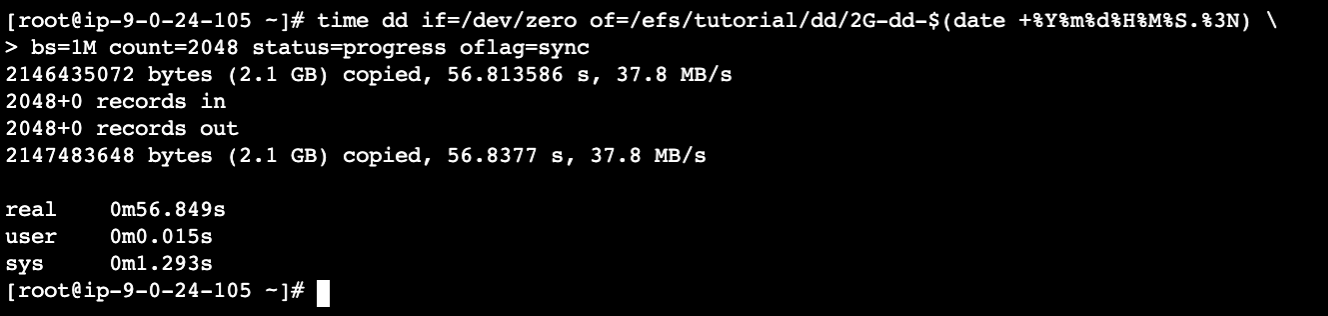 [root@ip-9-0-24-105 ~]# time dd if=/dev/zero of=/efs/tutorial/dd/2G-dd-$(date +%Y%m%d%H%M%S.%3N) \
> bs=1M count=2048 status=progress oflag=sync
2146435072 bytes (2.1 GB) copied, 56.813586 s, 37.8 MB/s
2048+0 records in
2048+0 records out
2147483648 bytes (2.1 GB) copied, 56.8377 s, 37.8 MB/s

real    0m56.849s
user    0m0.015s
sys     0m1.293s
[root@ip-9-0-24-105 ~]#